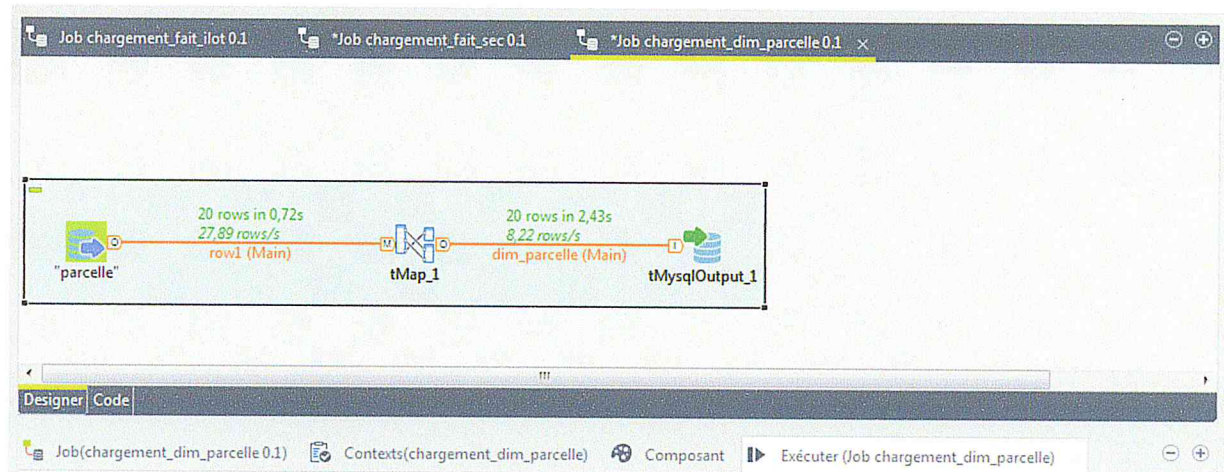 Job chargement_fait_ilot 0.1 *Job chargement_fait_sec 0.1 *Job chargement_dim_parcelle 0.1
20 rows in 0,72s 20 rows in 2,43s
27,89 rows/s 8,22 rows/s
row1 (Main) dim_parcelle (Main)
"parcelle" tMap_1 tMysqlOutput_1
Designer Code
Job(chargement_dim_parcelle 0.1) Contexts(chargement_dim_parcelle) Composant Exécuter (Job chargement_dim_parcelle)